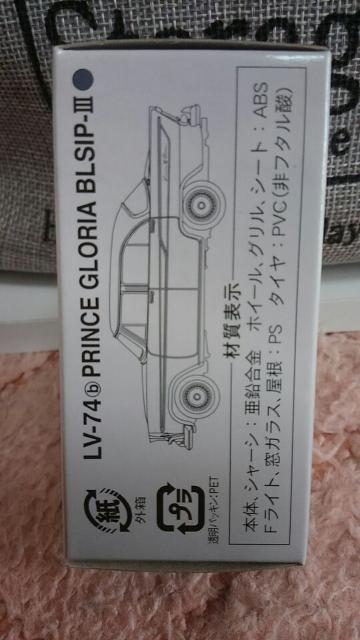 LV-74ⓑ PRINCE GLORIA BLSIP-Ⅲ
材質表示
本体、シャーシ：亜鉛合金 ホイール、グリル、シート：ABS
Fライト、窓ガラス、屋根：PS タイヤ：PVC(非フタル酸)
紙
外箱
プラ
透明パッキン：PET